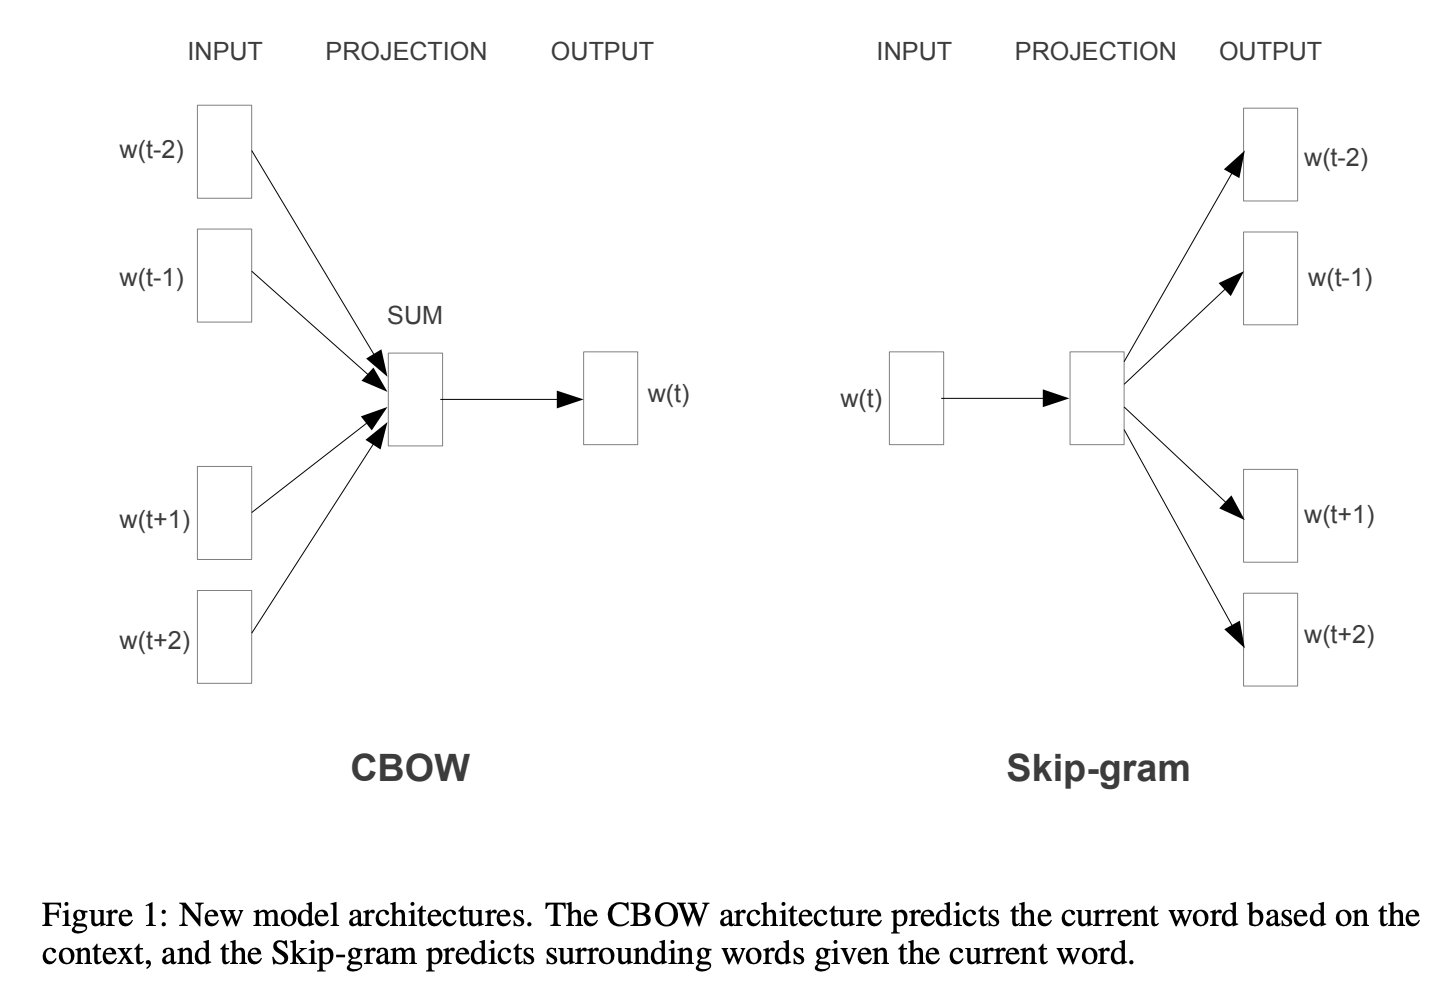 INPUT PROJECTION OUTPUT
w(t-2)
w(t-1)
SUM
w(t)
w(t+1)
w(t+2)
CBOW
INPUT PROJECTION OUTPUT
w(t-2)
w(t-1)
w(t)
w(t+1)
w(t+2)
Skip-gram
Figure 1: New model architectures. The CBOW architecture predicts the current word based on the
context, and the Skip-gram predicts surrounding words given the current word.